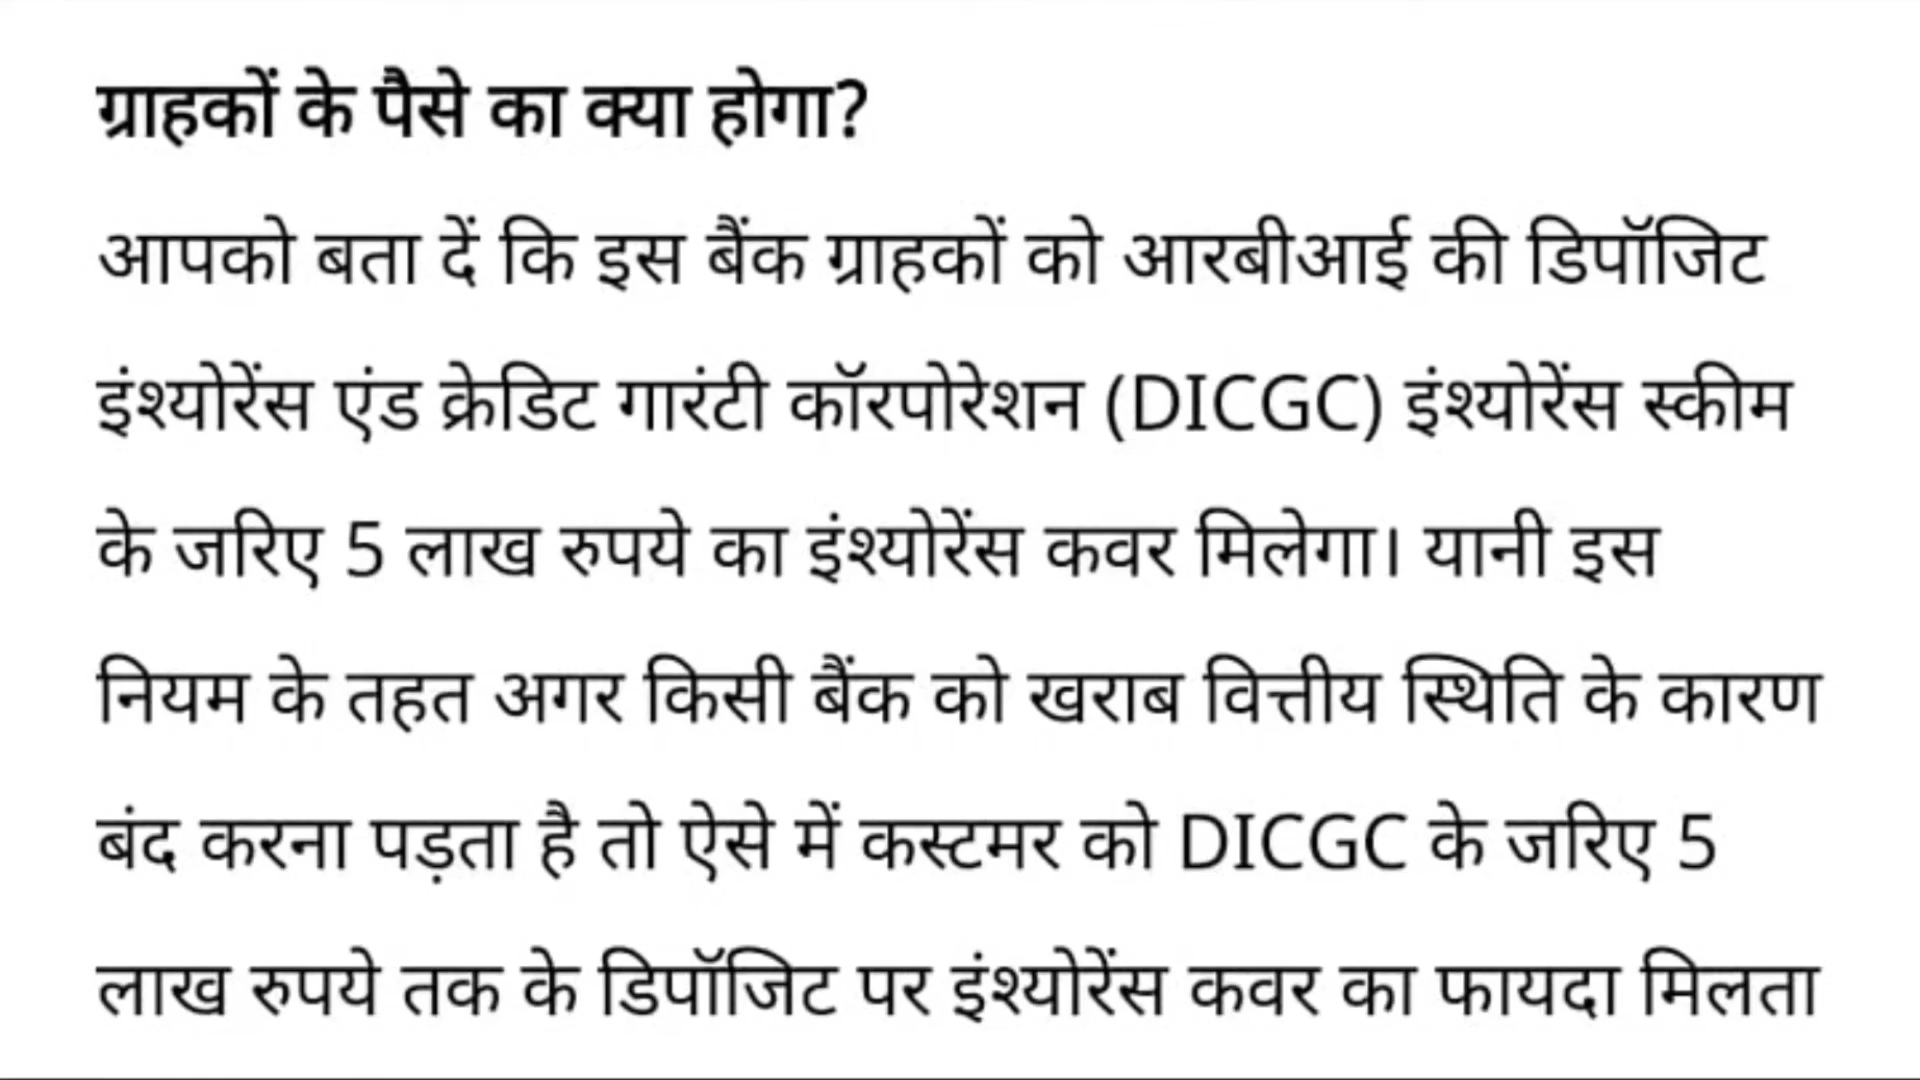 ग्राहकों के पैसे का क्या होगा?
आपको बता दें कि इस बैंक ग्राहकों को आरबीआई की डिपॉजिट
इंश्योरेंस एंड क्रेडिट गारंटी कॉरपोरेशन (DICGC) इंश्योरेंस स्कीम
के जरिए 5 लाख रुपये का इंश्योरेंस कवर मिलेगा। यानी इस
नियम के तहत अगर किसी बैंक को खराब वित्तीय स्थिति के कारण
बंद करना पड़ता है तो ऐसे में कस्टमर को DICGC के जरिए 5
लाख रुपये तक के डिपॉजिट पर इंश्योरेंस कवर का फायदा मिलता